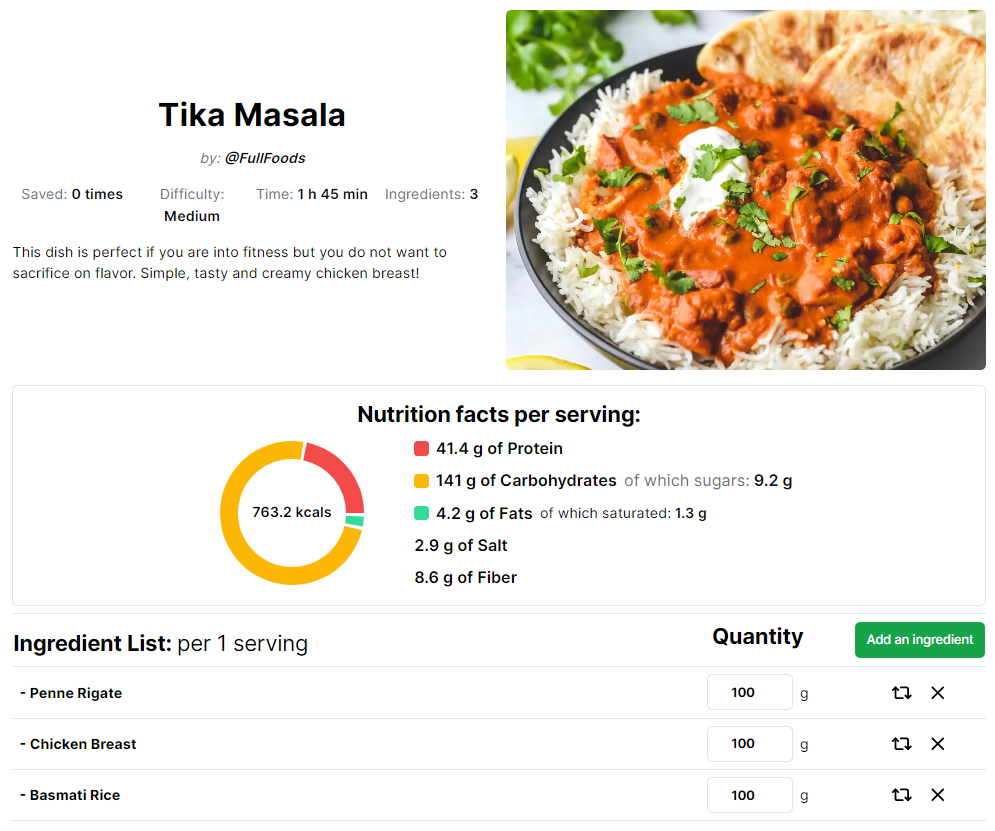 Tika Masala
by: @FullFoods
Saved: 0 times
Difficulty: Medium
Time: 1 h 45 min
Ingredients: 3
This dish is perfect if you are into fitness but you do not want to
sacrifice on flavor. Simple, tasty and creamy chicken breast!
Nutrition facts per serving:
763.2 kcals
41.4 g of Protein
141 g of Carbohydrates of which sugars: 9.2 g
4.2 g of Fats of which saturated: 1.3 g
2.9 g of Salt
8.6 g of Fiber
Ingredient List: per 1 serving
Quantity
Add an ingredient
- Penne Rigate 100 g
- Chicken Breast 100 g
- Basmati Rice 100 g